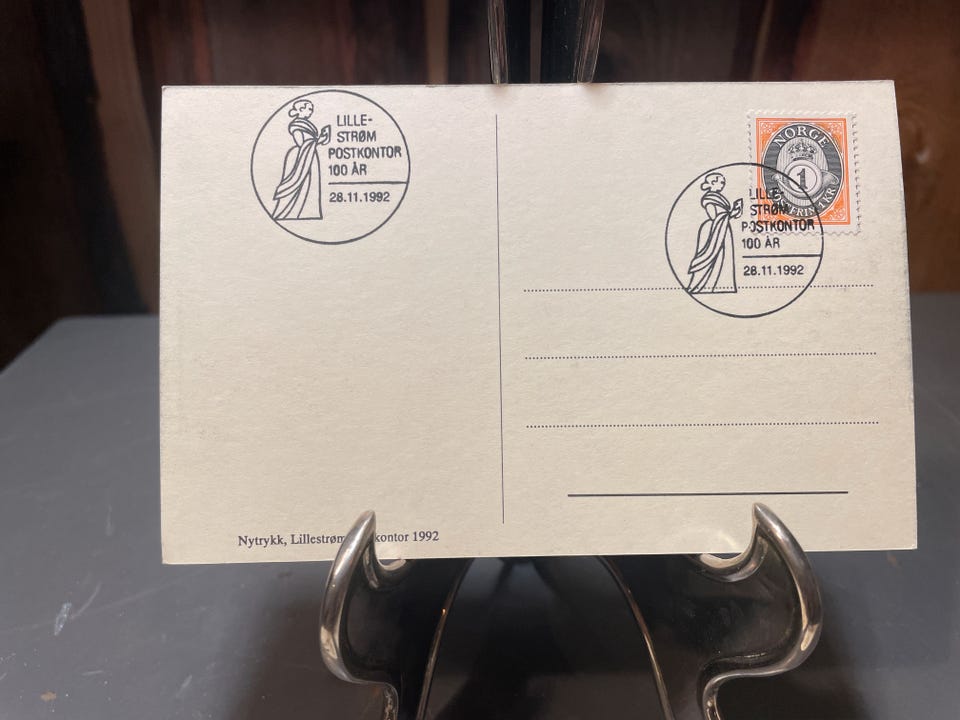 LILLE-
STRØM
POSTKONTOR
100 ÅR
28.11.1992
NORGE
1
LILLE-
STRØM
POSTKONTOR
100 ÅR
28.11.1992
Nytrykk, Lillestrøm kontor 1992